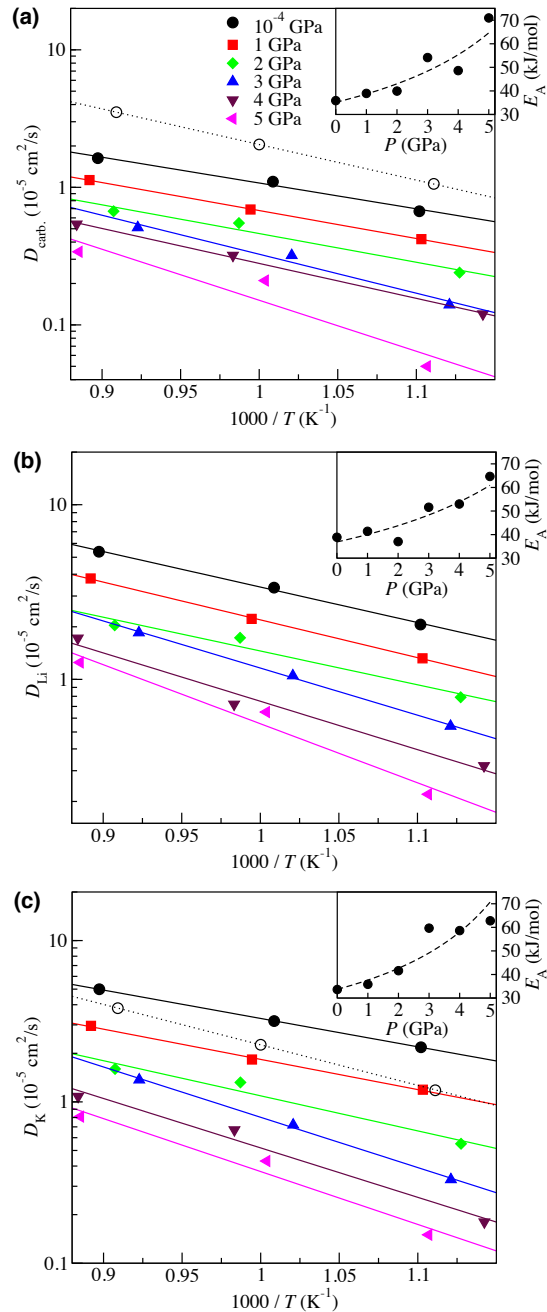 (a)
10⁻⁴ GPa
1 GPa
2 GPa
3 GPa
4 GPa
5 GPa
70
60
50
40
30
E_A (kJ/mol)
0 1 2 3 4 5
P (GPa)
10
1
0.1
D_carb. (10⁻⁵ cm²/s)
0.9 0.95 1 1.05 1.1
1000 / T (K⁻¹)
(b)
70
60
50
40
30
E_A (kJ/mol)
0 1 2 3 4 5
P (GPa)
10
1
D_Li (10⁻⁵ cm²/s)
0.9 0.95 1 1.05 1.1
1000 / T (K⁻¹)
(c)
70
60
50
40
30
E_A (kJ/mol)
0 1 2 3 4 5
P (GPa)
10
1
0.1
D_K (10⁻⁵ cm²/s)
0.9 0.95 1 1.05 1.1
1000 / T (K⁻¹)